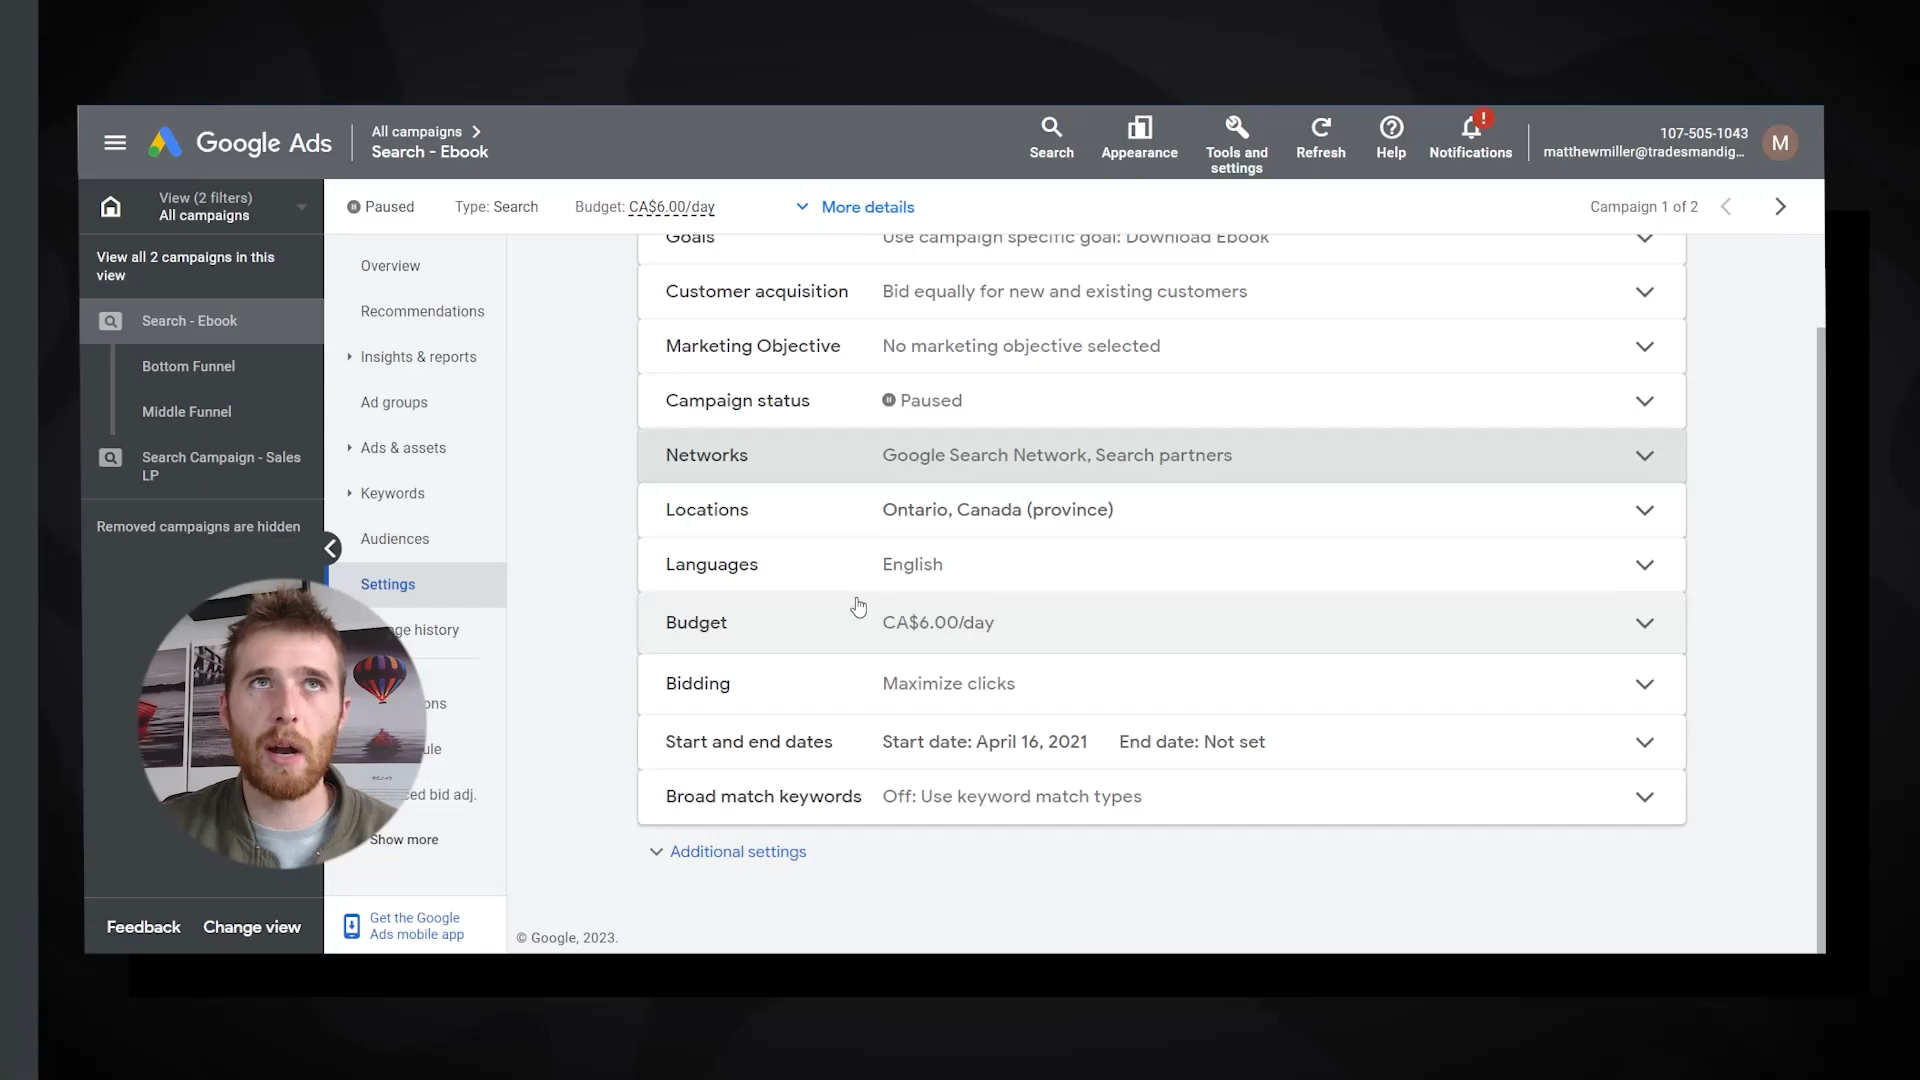 Google Ads
All campaigns
Search - Ebook
Search
Appearance
Tools and
settings
Refresh
Help
Notifications
107-505-1043
matthewmiller@tradesmandig...
M
View (2 filters)
All campaigns
Paused
Type: Search
Budget: CA$6.00/day
More details
Campaign 1 of 2
View all 2 campaigns in this
view
Search - Ebook
Bottom Funnel
Middle Funnel
Search Campaign - Sales
LP
Removed campaigns are hidden
Feedback
Change view
Overview
Recommendations
Insights & reports
Ad groups
Ads & assets
Keywords
Audiences
Settings
ge history
ons
ule
ed bid adj.
Show more
Get the Google
Ads mobile app
Goals Use campaign specific goal: Download Ebook
Customer acquisition Bid equally for new and existing customers
Marketing Objective No marketing objective selected
Campaign status Paused
Networks Google Search Network, Search partners
Locations Ontario, Canada (province)
Languages English
Budget CA$6.00/day
Bidding Maximize clicks
Start and end dates Start date: April 16, 2021 End date: Not set
Broad match keywords Off: Use keyword match types
Additional settings
© Google, 2023.